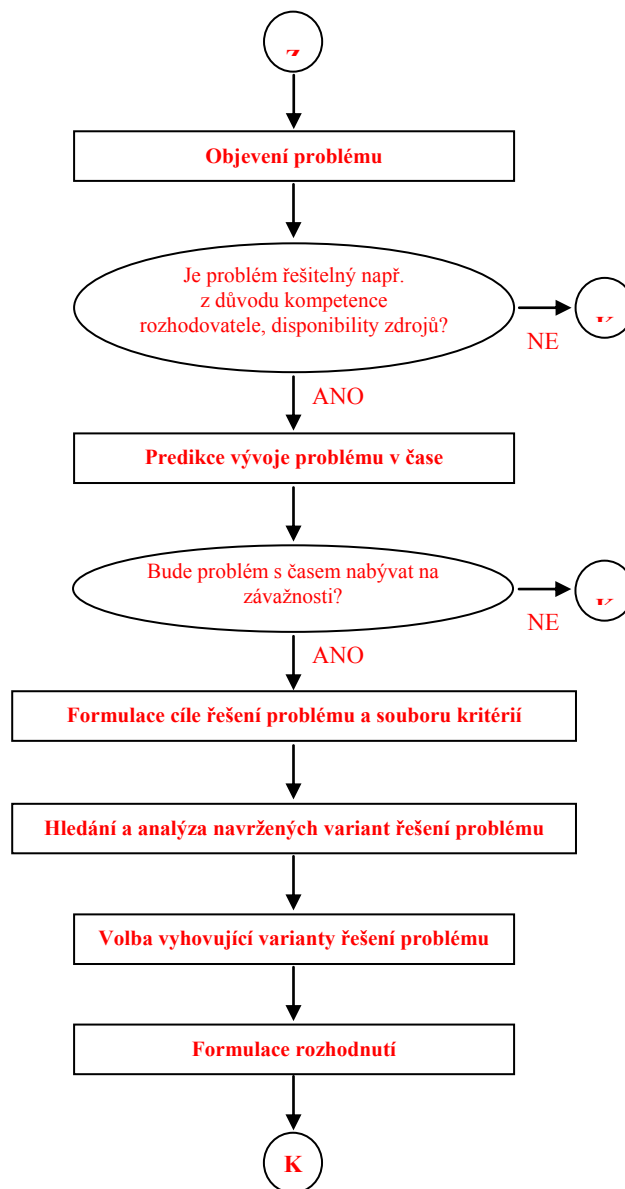 Objevení problému
Je problém řešitelný např.
z důvodu kompetence
rozhodovatele, disponibility zdrojů?
NE
ANO
Predikce vývoje problému v čase
Bude problém s časem nabývat na
závažnosti?
NE
ANO
Formulace cíle řešení problému a souboru kritérií
Hledání a analýza navržených variant řešení problému
Volba vyhovující varianty řešení problému
Formulace rozhodnutí
K